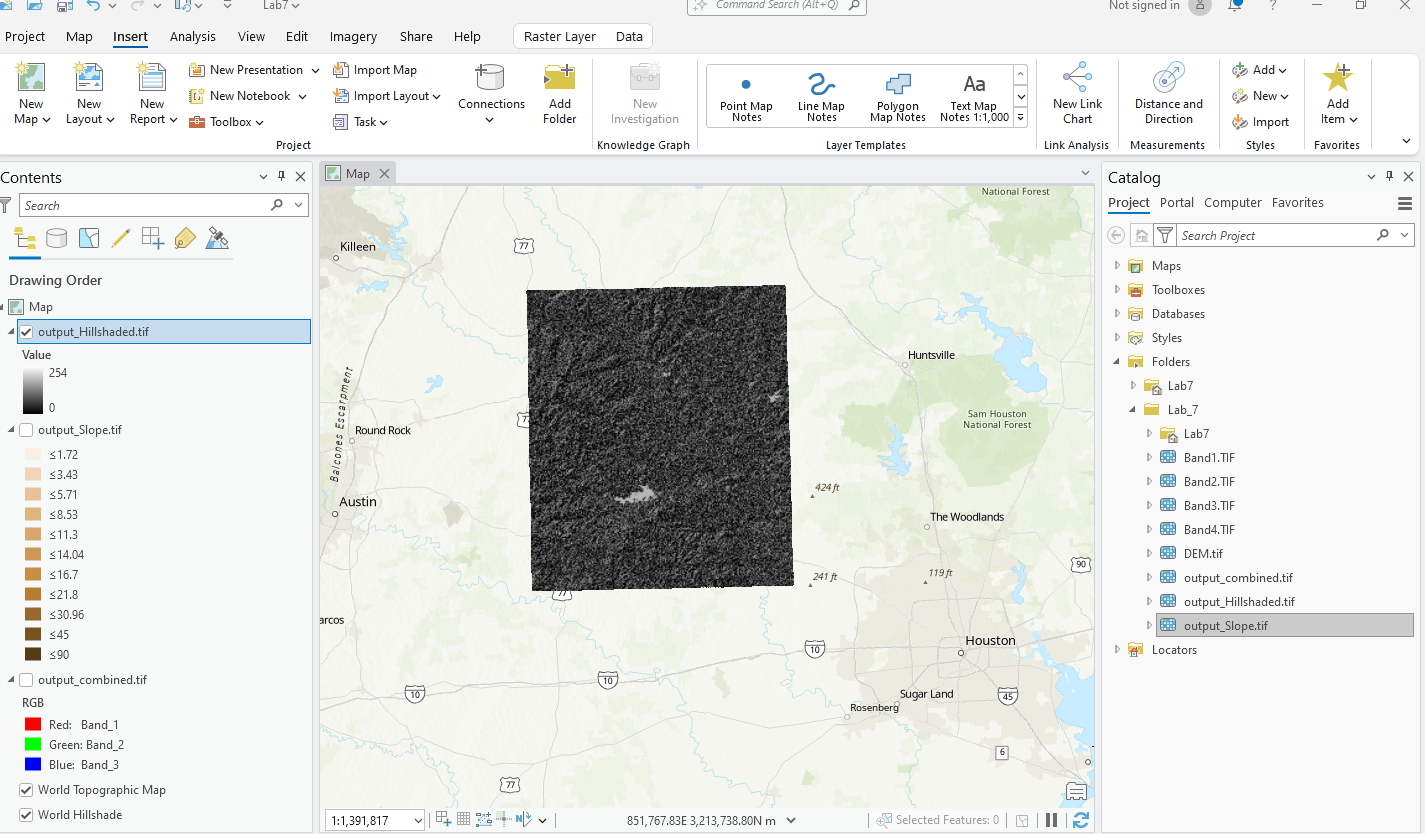 Lab7
Command Search (Alt+Q)
Not signed in
?
Project Map Insert Analysis View Edit Imagery Share Help Raster Layer Data
New Map
New Layout
New Report
New Presentation
New Notebook
Toolbox
Import Map
Import Layout
Task
Connections
Add Folder
Project
New Investigation
Knowledge Graph
Point Map Notes
Line Map Notes
Polygon Map Notes
Aa
Text Map Notes 1:1,000
Layer Templates
New Link Chart
Link Analysis
Distance and Direction
Measurements
Add
New
Import
Styles
Add Item
Favorites
Contents
Search
Drawing Order
Map
output_Hillshaded.tif
Value
254
0
output_Slope.tif
≤1.72
≤3.43
≤5.71
≤8.53
≤11.3
≤14.04
≤16.7
≤21.8
≤30.96
≤45
≤90
output_combined.tif
RGB
Red: Band_1
Green: Band_2
Blue: Band_3
World Topographic Map
World Hillshade
Map
National Forest
Killeen
77
Huntsville
Balcones Escarpment
Round Rock
77
Sam Houston
National Forest
Austin
424 ft
The Woodlands
90
119 ft
241 ft
77
arcos
Houston
10
10
10
Sugar Land
45
Rosenberg
6
77
1:1,391,817
851,767.83E 3,213,738.80N m
Selected Features: 0
Catalog
Project Portal Computer Favorites
Search Project
Maps
Toolboxes
Databases
Styles
Folders
Lab7
Lab_7
Lab7
Band1.TIF
Band2.TIF
Band3.TIF
Band4.TIF
DEM.tif
output_combined.tif
output_Hillshaded.tif
output_Slope.tif
Locators